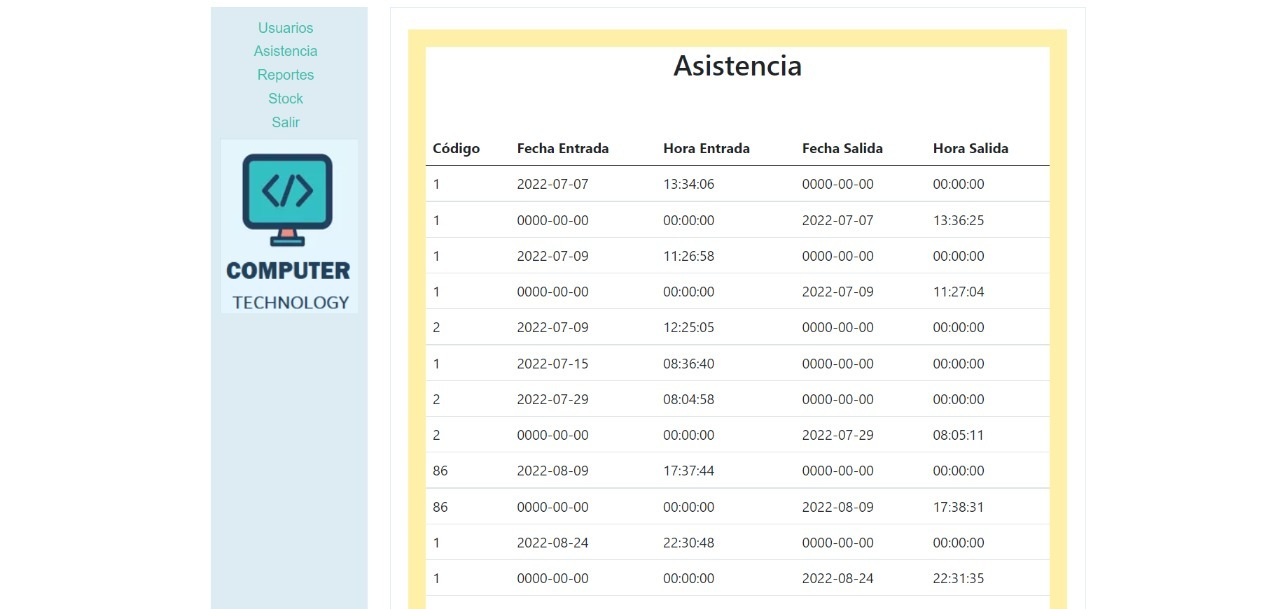 Usuarios
Asistencia
Reportes
Stock
Salir
</>
COMPUTER
TECHNOLOGY
Asistencia
Código Fecha Entrada Hora Entrada Fecha Salida Hora Salida
1 2022-07-07 13:34:06 0000-00-00 00:00:00
1 0000-00-00 00:00:00 2022-07-07 13:36:25
1 2022-07-09 11:26:58 0000-00-00 00:00:00
1 0000-00-00 00:00:00 2022-07-09 11:27:04
2 2022-07-09 12:25:05 0000-00-00 00:00:00
1 2022-07-15 08:36:40 0000-00-00 00:00:00
2 2022-07-29 08:04:58 0000-00-00 00:00:00
2 0000-00-00 00:00:00 2022-07-29 08:05:11
86 2022-08-09 17:37:44 0000-00-00 00:00:00
86 0000-00-00 00:00:00 2022-08-09 17:38:31
1 2022-08-24 22:30:48 0000-00-00 00:00:00
1 0000-00-00 00:00:00 2022-08-24 22:31:35